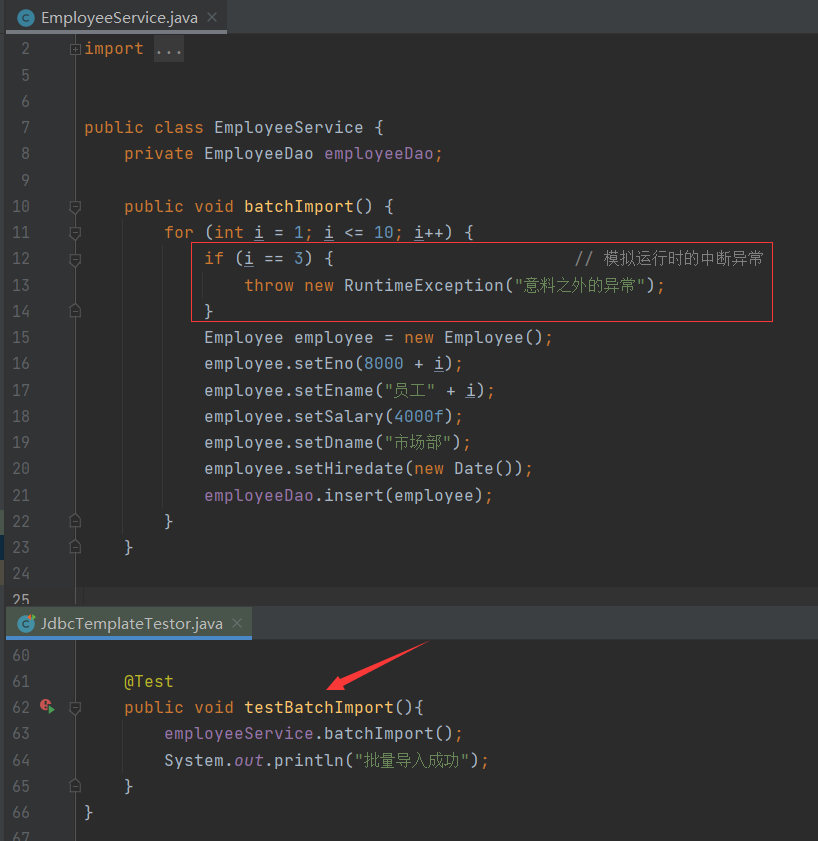 EmployeeService.java
2 import ...
5
6
7 public class EmployeeService {
8 private EmployeeDao employeeDao;
9
10 public void batchImport() {
11 for (int i = 1; i <= 10; i++) {
12 if (i == 3) { // 模拟运行时的中断异常
13 throw new RuntimeException("意料之外的异常");
14 }
15 Employee employee = new Employee();
16 employee.setEno(8000 + i);
17 employee.setEname("员工" + i);
18 employee.setSalary(4000f);
19 employee.setDname("市场部");
20 employee.setHiredate(new Date());
21 employeeDao.insert(employee);
22 }
23 }
24
25
JdbcTemplateTestor.java
60
61 @Test
62 public void testBatchImport(){
63 employeeService.batchImport();
64 System.out.println("批量导入成功");
65 }
66 }
67